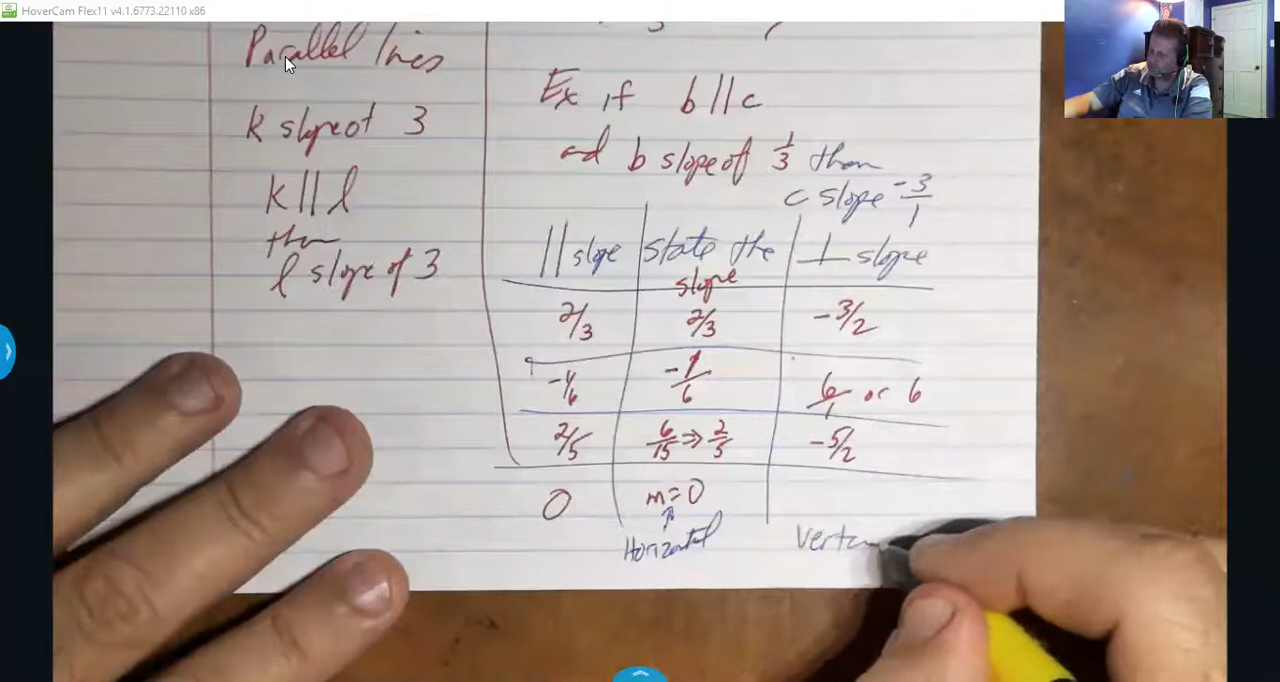 HoverCam Flex11 v4.1.6773.22110 x86
Parallel lines
k slope of 3
k || l
then
l slope of 3
3
Ex if b || c
and b slope of 1/3 then
c slope -3/1
|| slope state the slope ⊥ slope
2/3 2/3 -3/2
-1/6 -1/6 6/1 or 6
2/5 6/15 ⇒ 2/5 -5/2
0 m = 0
↑
Horizontal